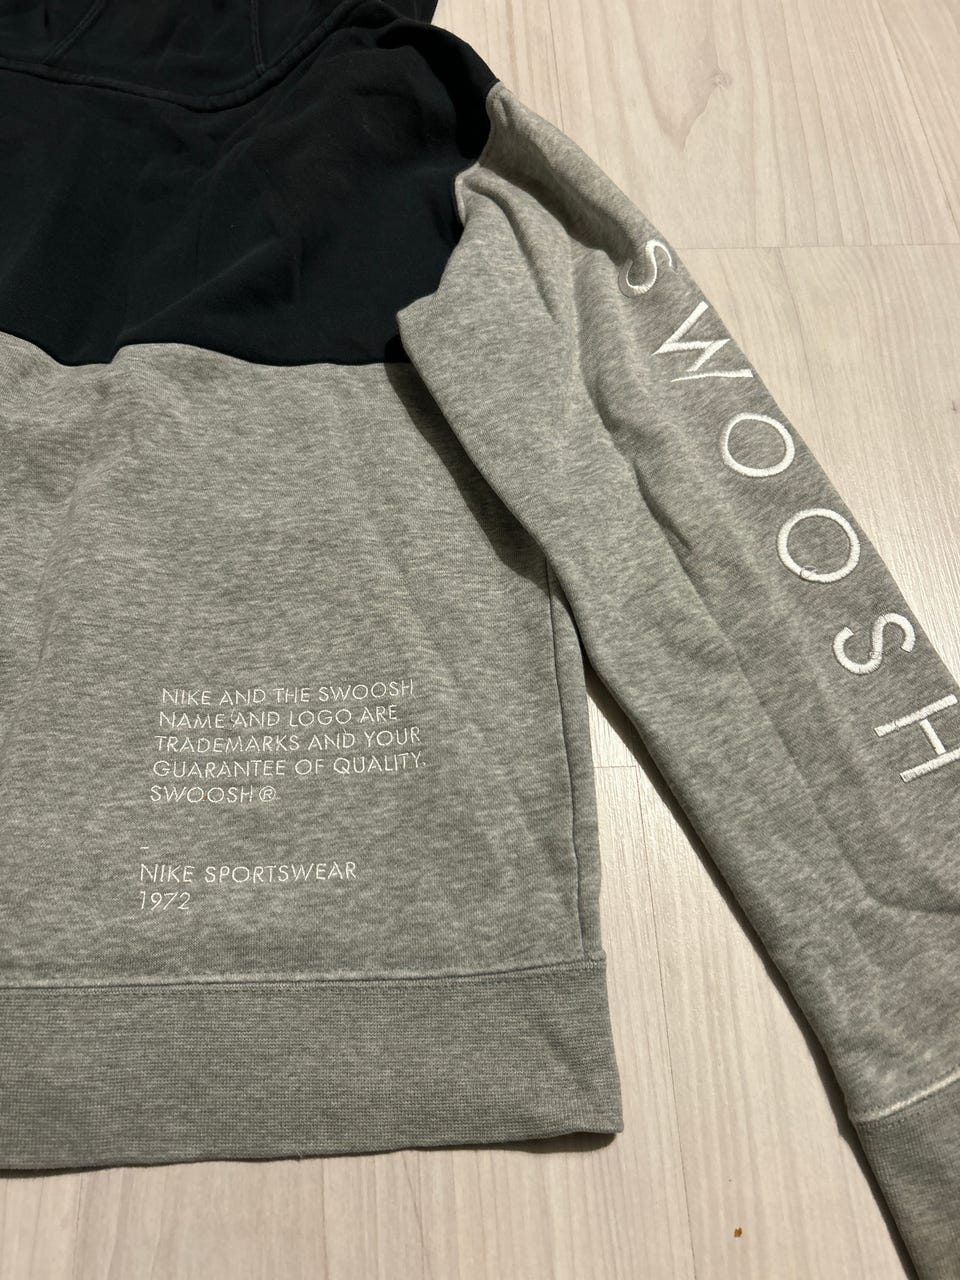 NIKE AND THE SWOOSH
NAME AND LOGO ARE
TRADEMARKS AND YOUR
GUARANTEE OF QUALITY.
SWOOSH ®
-
NIKE SPORTSWEAR
1972
SWOOSH